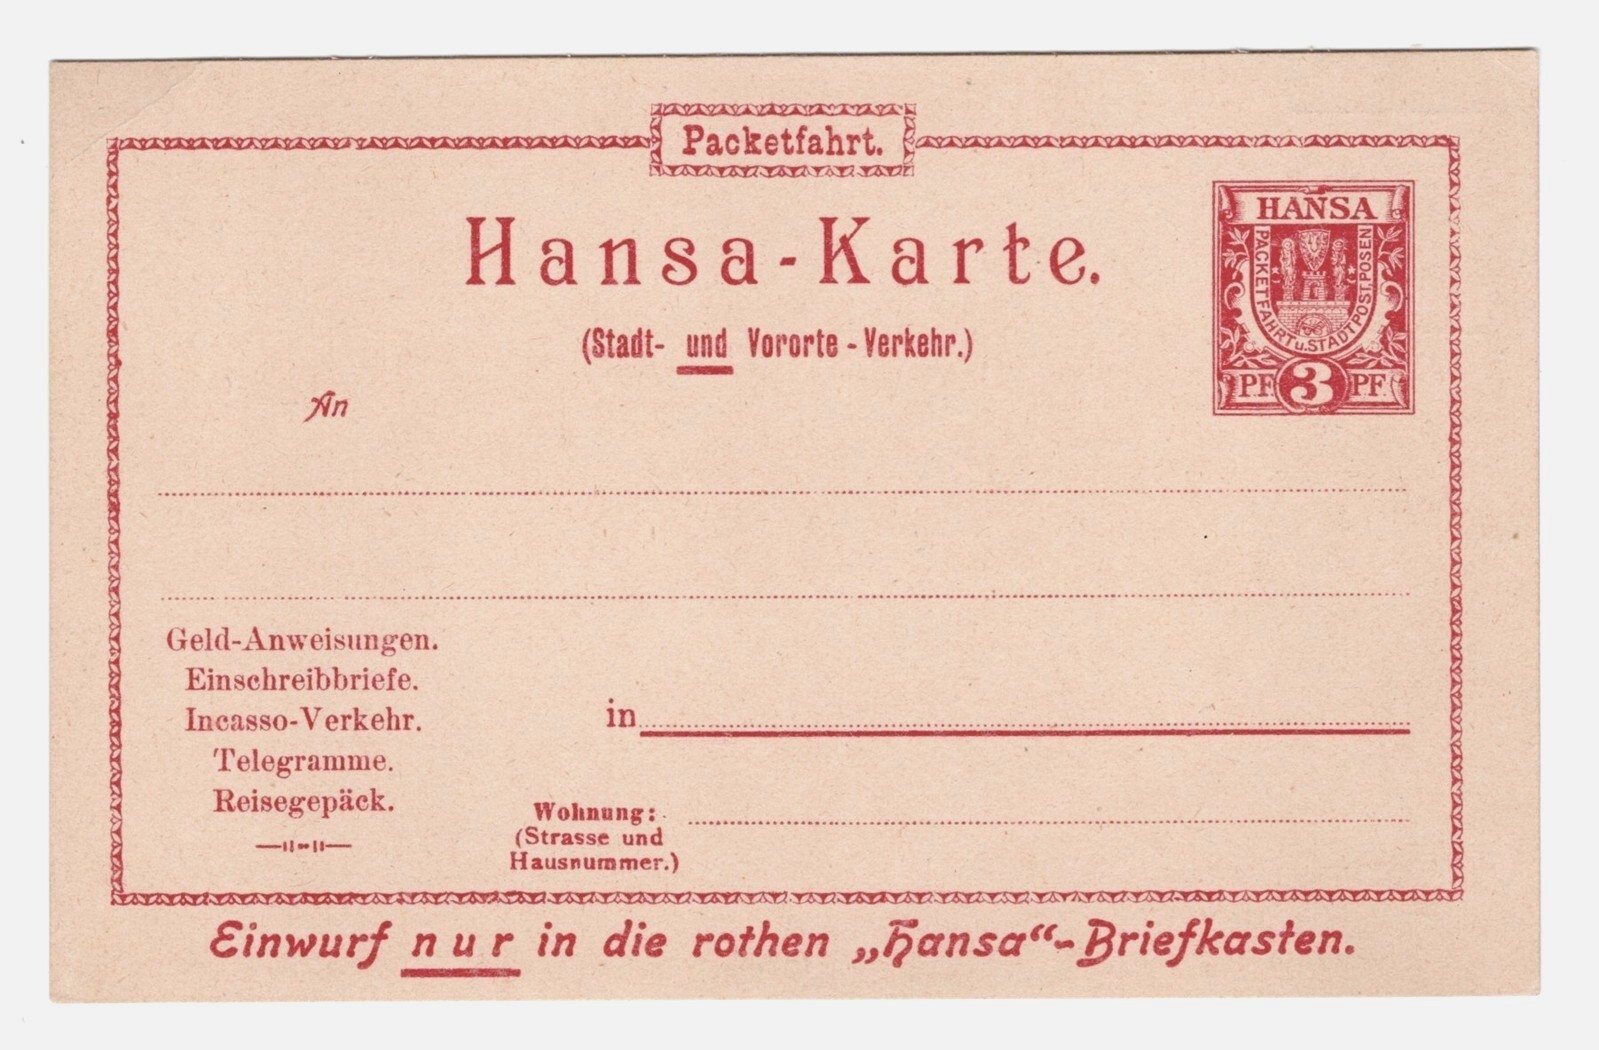 Packetfahrt.
Hansa-Karte.
(Stadt- und Vororte-Verkehr.)
HANSA
PACKETFAHRT u. STADTPOST. POSEN
PF 3 PF
An
Geld-Anweisungen.
Einschreibbriefe.
Incasso-Verkehr.
Telegramme.
Reisegepäck.
in
Wohnung:
(Strasse und
Hausnummer.)
Einwurf nur in die rothen „Hansa“-Briefkasten.